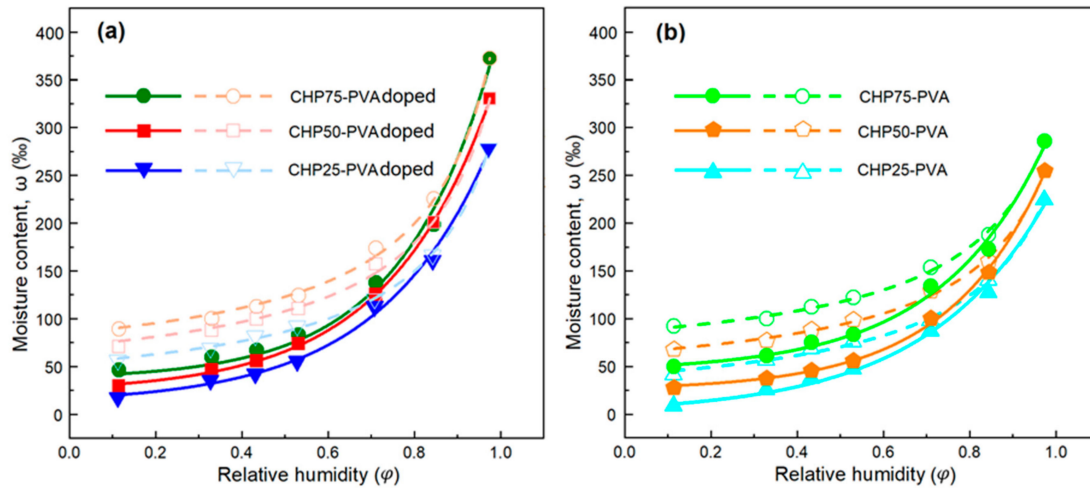 (a)
Moisture content, ω (‰)
400
350
300
250
200
150
100
50
0
CHP75-PVAdoped
CHP50-PVAdoped
CHP25-PVAdoped
0.0 0.2 0.4 0.6 0.8 1.0
Relative humidity (φ)
(b)
Moisture content, ω (‰)
400
350
300
250
200
150
100
50
0
CHP75-PVA
CHP50-PVA
CHP25-PVA
0.0 0.2 0.4 0.6 0.8 1.0
Relative humidity (φ)